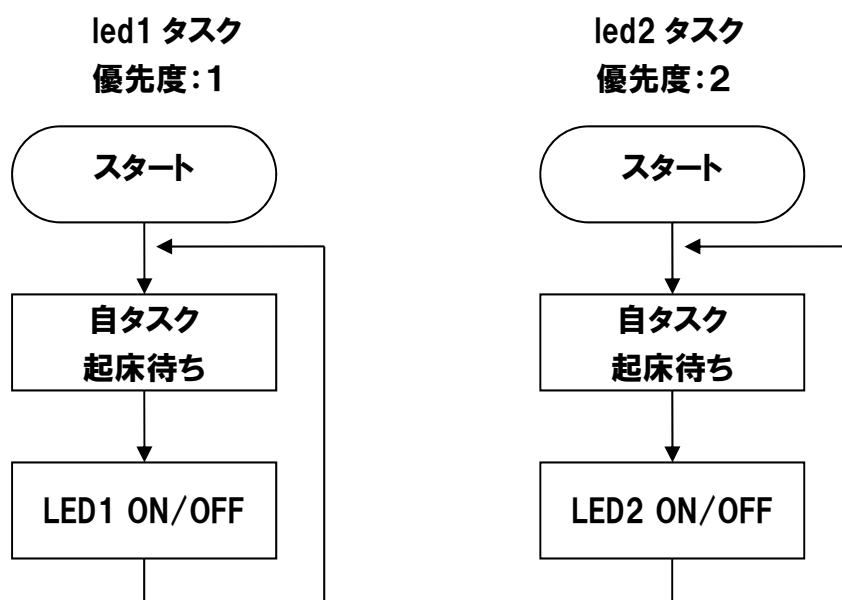 led1 タスク
優先度：1
スタート
自タスク
起床待ち
LED1 ON/OFF
led2 タスク
優先度：2
スタート
自タスク
起床待ち
LED2 ON/OFF